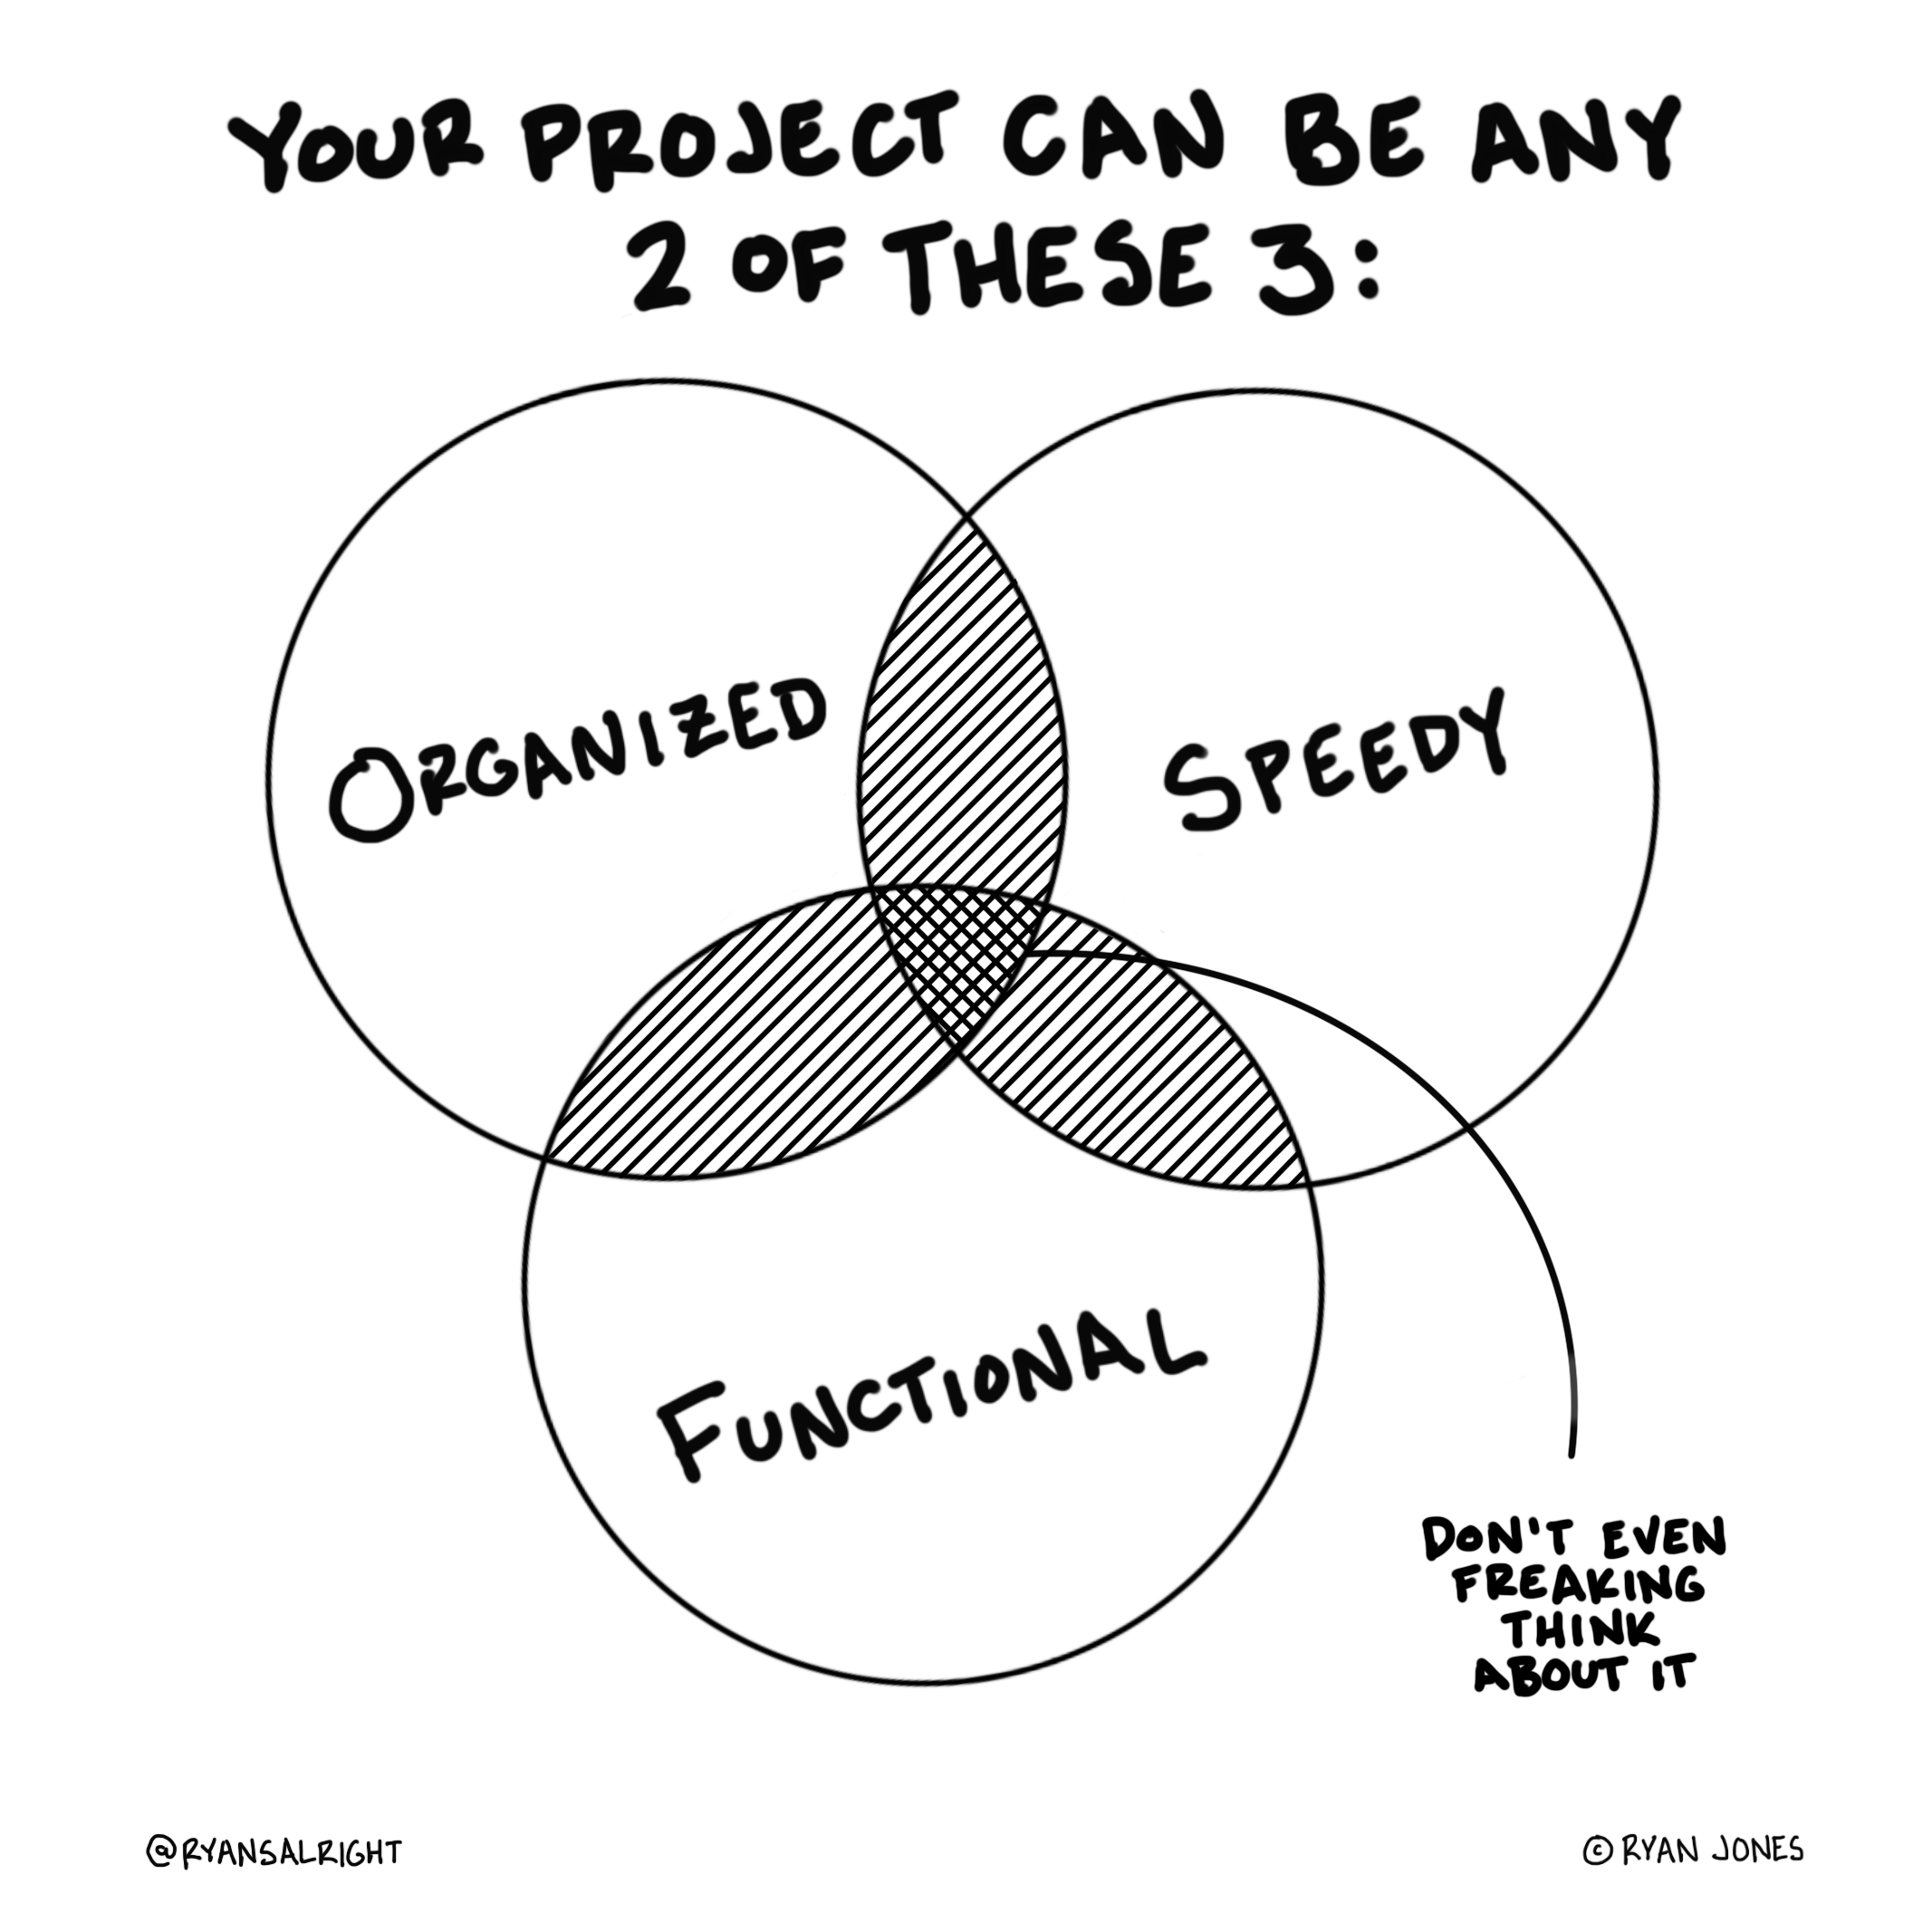 YOUR PROJECT CAN BE ANY
2 OF THESE 3:
ORGANIZED
SPEEDY
FUNCTIONAL
DON'T EVEN
FREAKING
THINK
ABOUT IT
@RYANSALRIGHT
© RYAN JONES